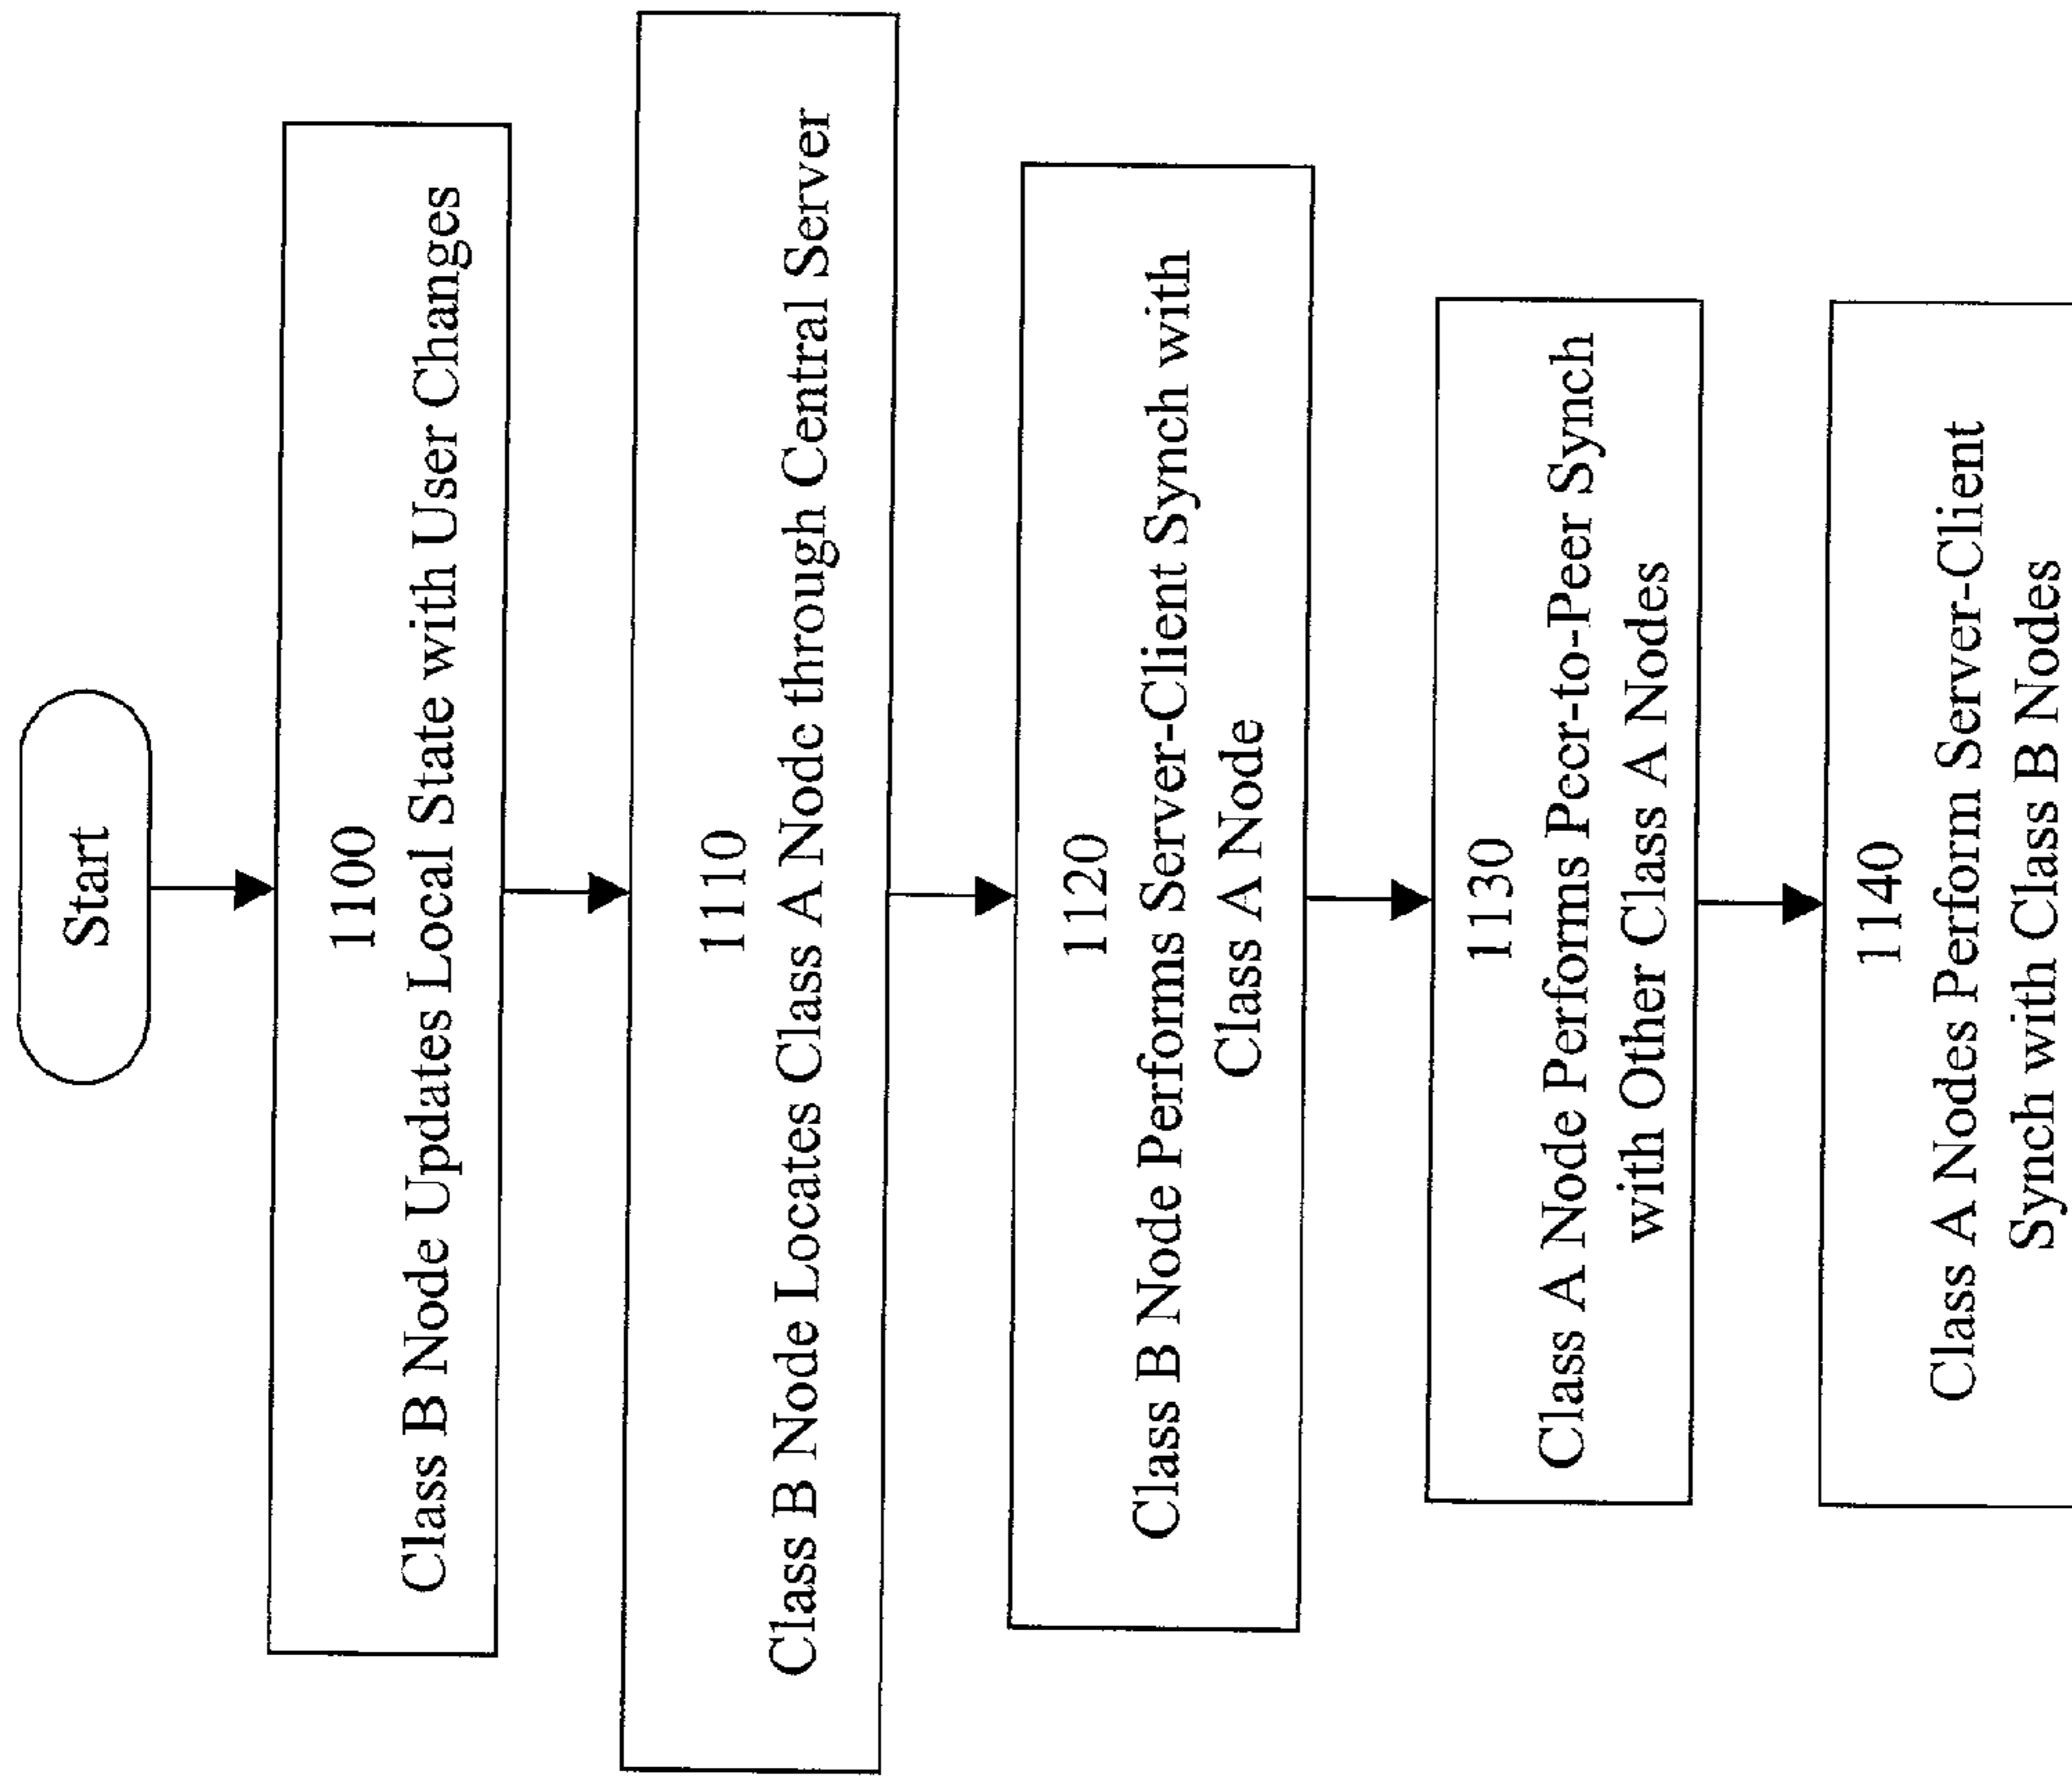 Start
1100
Class B Node Updates Local State with User Changes
1110
Class B Node Locates Class A Node through Central Server
1120
Class B Node Performs Server-Client Synch with
Class A Node
1130
Class A Node Performs Peer-to-Peer Synch
with Other Class A Nodes
1140
Class A Nodes Perform Server-Client
Synch with Class B Nodes